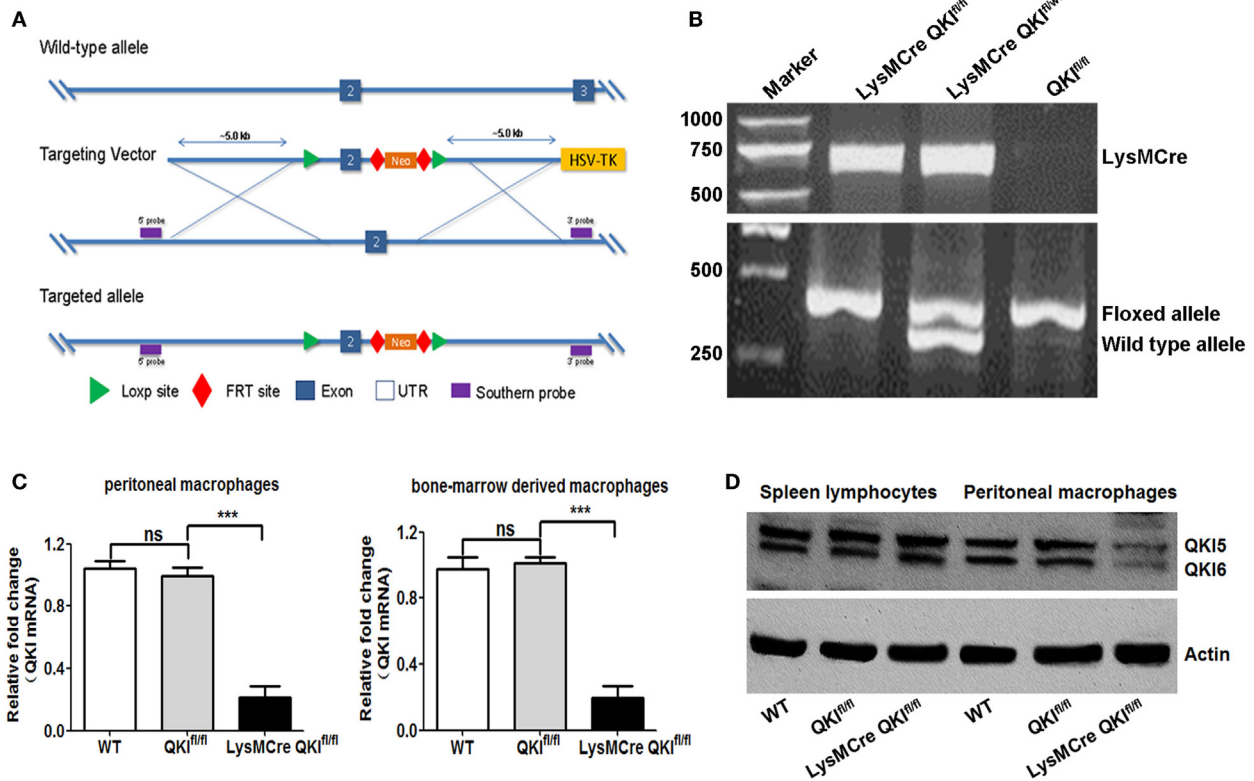 A
Wild-type allele
2
3
~5.0 kb
~5.0 kb
Targeting Vector
2
Neo
HSV-TK
5' probe
3' probe
2
Targeted allele
2
Neo
5' probe
3' probe
Loxp site
FRT site
Exon
UTR
Southern probe
B
Marker
LysMCre QKI^fl/fl
LysMCre
QKI^fl/fl
1000
750
500
LysMCre
500
250
Floxed allele
Wild type allele
C
peritoneal macrophages
Relative fold change
(QKI mRNA)
1.2
0.8
0.4
0.0
ns
***
WT
QKI^fl/fl
LysMCre QKI^fl/fl
bone-marrow derived macrophages
Relative fold change
(QKI mRNA)
1.2
0.8
0.4
0.0
ns
***
WT
QKI^fl/fl
LysMCre QKI^fl/fl
D
Spleen lymphocytes
Peritoneal macrophages
QKI5
QKI6
Actin
WT
QKI^fl/fl
LysMCre QKI^fl/fl
WT
QKI^fl/fl
LysMCre QKI^fl/fl